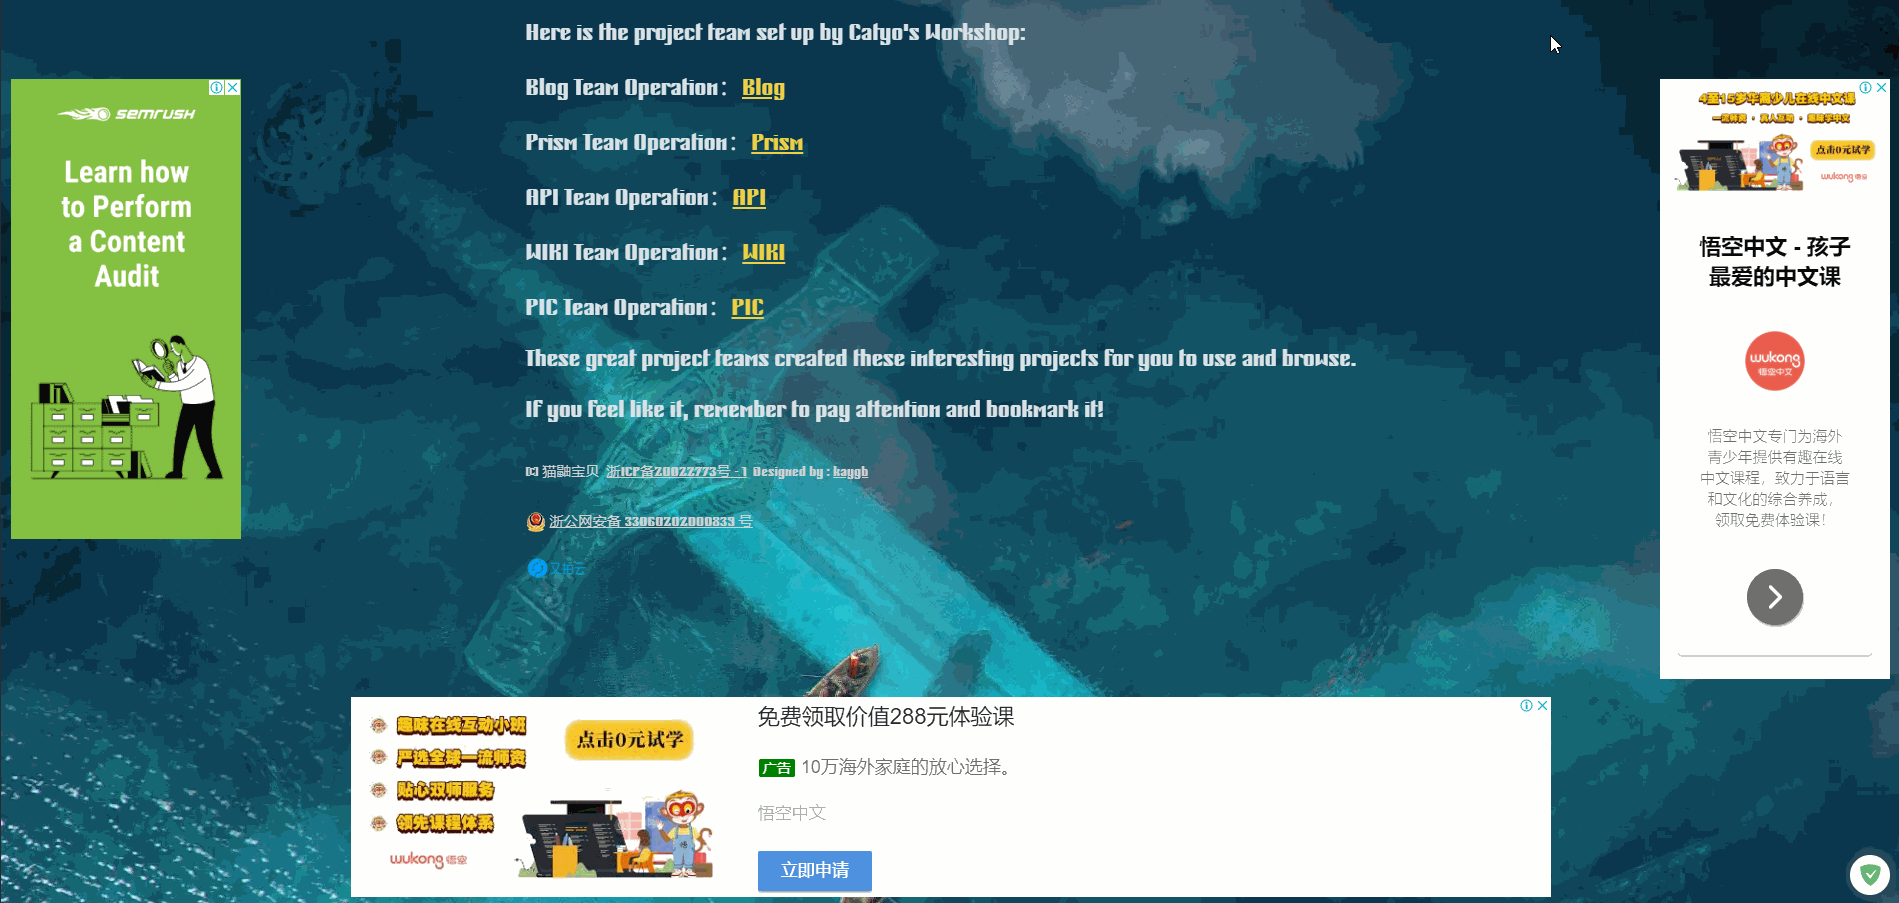 Here is the project team set up by Catyo's Workshop:
Blog Team Operation： Blog
Prism Team Operation： Prism
API Team Operation： API
WIKI Team Operation： WIKI
PIC Team Operation： PIC
These great project teams created these interesting projects for you to use and browse.
If you feel like it, remember to pay attention and bookmark it!
猫鼬宝贝 浙ICP备20022773号-1 Designed by : kaygb
浙公网安备 33060202000839 号
又拍云
SEMRUSH
Learn how
to Perform
a Content
Audit
4至15岁华裔少儿在线中文课
一流师资 · 真人互动 · 趣味学中文
点击0元试学
wukong 悟空
悟空中文 - 孩子
最爱的中文课
wukong
悟空中文
悟空中文专门为海外
青少年提供有趣在线
中文课程，致力于语言
和文化的综合养成，
领取免费体验课！
趣味在线互动小班
严选全球一流师资
贴心双师服务
领先课程体系
wukong 悟空
点击0元试学
免费领取价值288元体验课
广告 10万海外家庭的放心选择。
悟空中文
立即申请